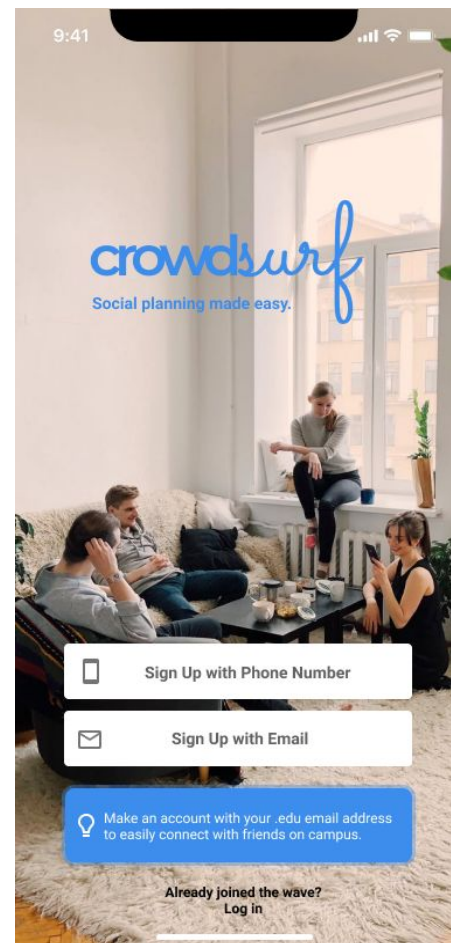 9:41
crowdsurf
Social planning made easy.
Sign Up with Phone Number
Sign Up with Email
Make an account with your .edu email address
to easily connect with friends on campus.
Already joined the wave?
Log in